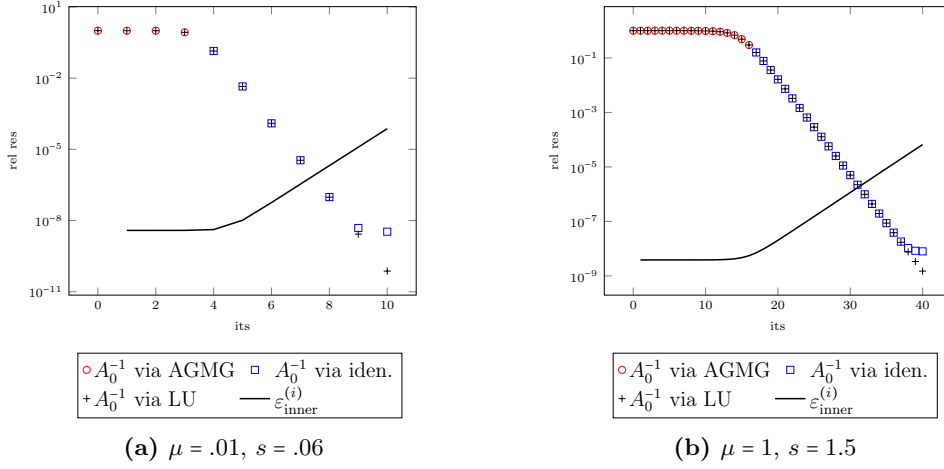 10^1
10^-2
10^-5
10^-8
10^-11
rel res
0 2 4 6 8 10
its
A_0^-1 via AGMG
A_0^-1 via iden.
A_0^-1 via LU
ε_inner^(i)
(a) μ = .01, s = .06
10^-1
10^-3
10^-5
10^-7
10^-9
rel res
0 10 20 30 40
its
A_0^-1 via AGMG
A_0^-1 via iden.
A_0^-1 via LU
ε_inner^(i)
(b) μ = 1, s = 1.5